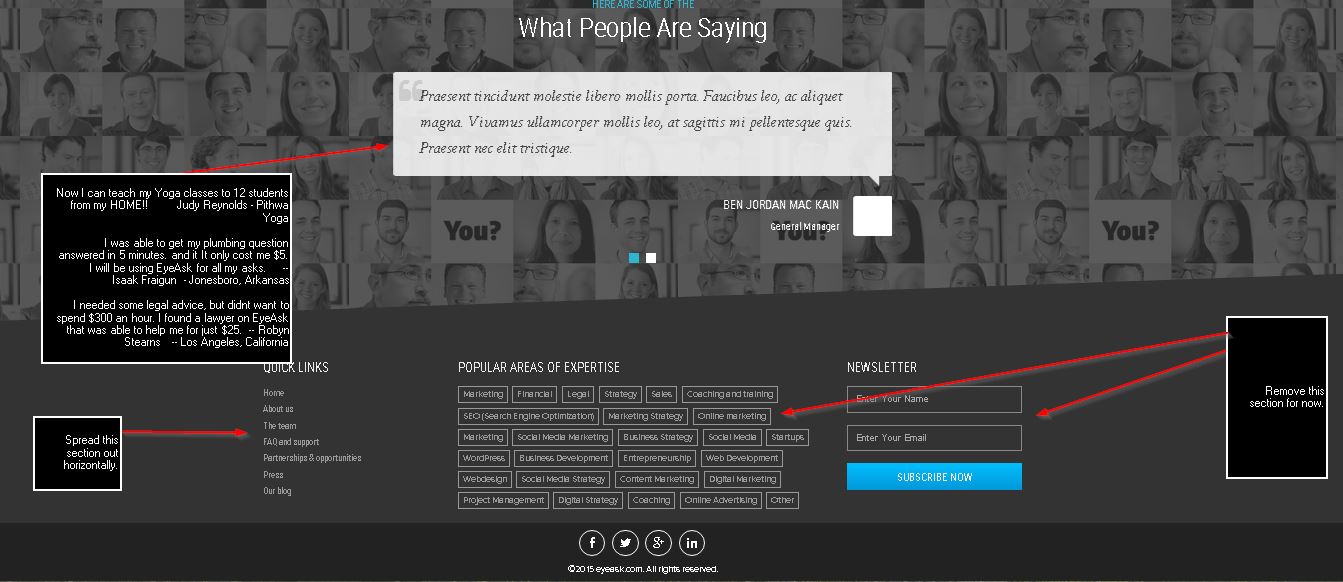 HERE ARE SOME OF THE
What People Are Saying
“ Praesent tincidunt molestie libero mollis porta. Faucibus leo, ac aliquet
magna. Vivamus ullamcorper mollis leo, at sagittis mi pellentesque quis.
Praesent nec elit tristique.
BEN JORDAN MAC KAIN
General Manager
You?
You?
Now I can teach my Yoga classes to 12 students
from my HOME!! Judy Reynolds - Pithwa
Yoga
I was able to get my plumbing question
answered in 5 minutes. and it It only cost me $5.
I will be using EyeAsk for all my asks. --
Isaak Fraigun - Jonesboro, Arkansas
I needed some legal advice, but didnt want to
spend $300 an hour. I found a lawyer on EyeAsk
that was able to help me for just $25. -- Robyn
Stearns -- Los Angeles, California
Spread this
section out
horizontally.
QUICK LINKS
Home
About us
The team
FAQ and support
Partnerships & opportunities
Press
Our blog
POPULAR AREAS OF EXPERTISE
Marketing Financial Legal Strategy Sales Coaching and training
SEO (Search Engine Optimization) Marketing Strategy Online marketing
Marketing Social Media Marketing Business Strategy Social Media Startups
WordPress Business Development Entrepreneurship Web Development
Webdesign Social Media Strategy Content Marketing Digital Marketing
Project Management Digital Strategy Coaching Online Advertising Other
NEWSLETTER
Enter Your Name
Enter Your Email
SUBSCRIBE NOW
Remove this
section for now.
f g+ in
©2015 eyeask.com. All rights reserved.